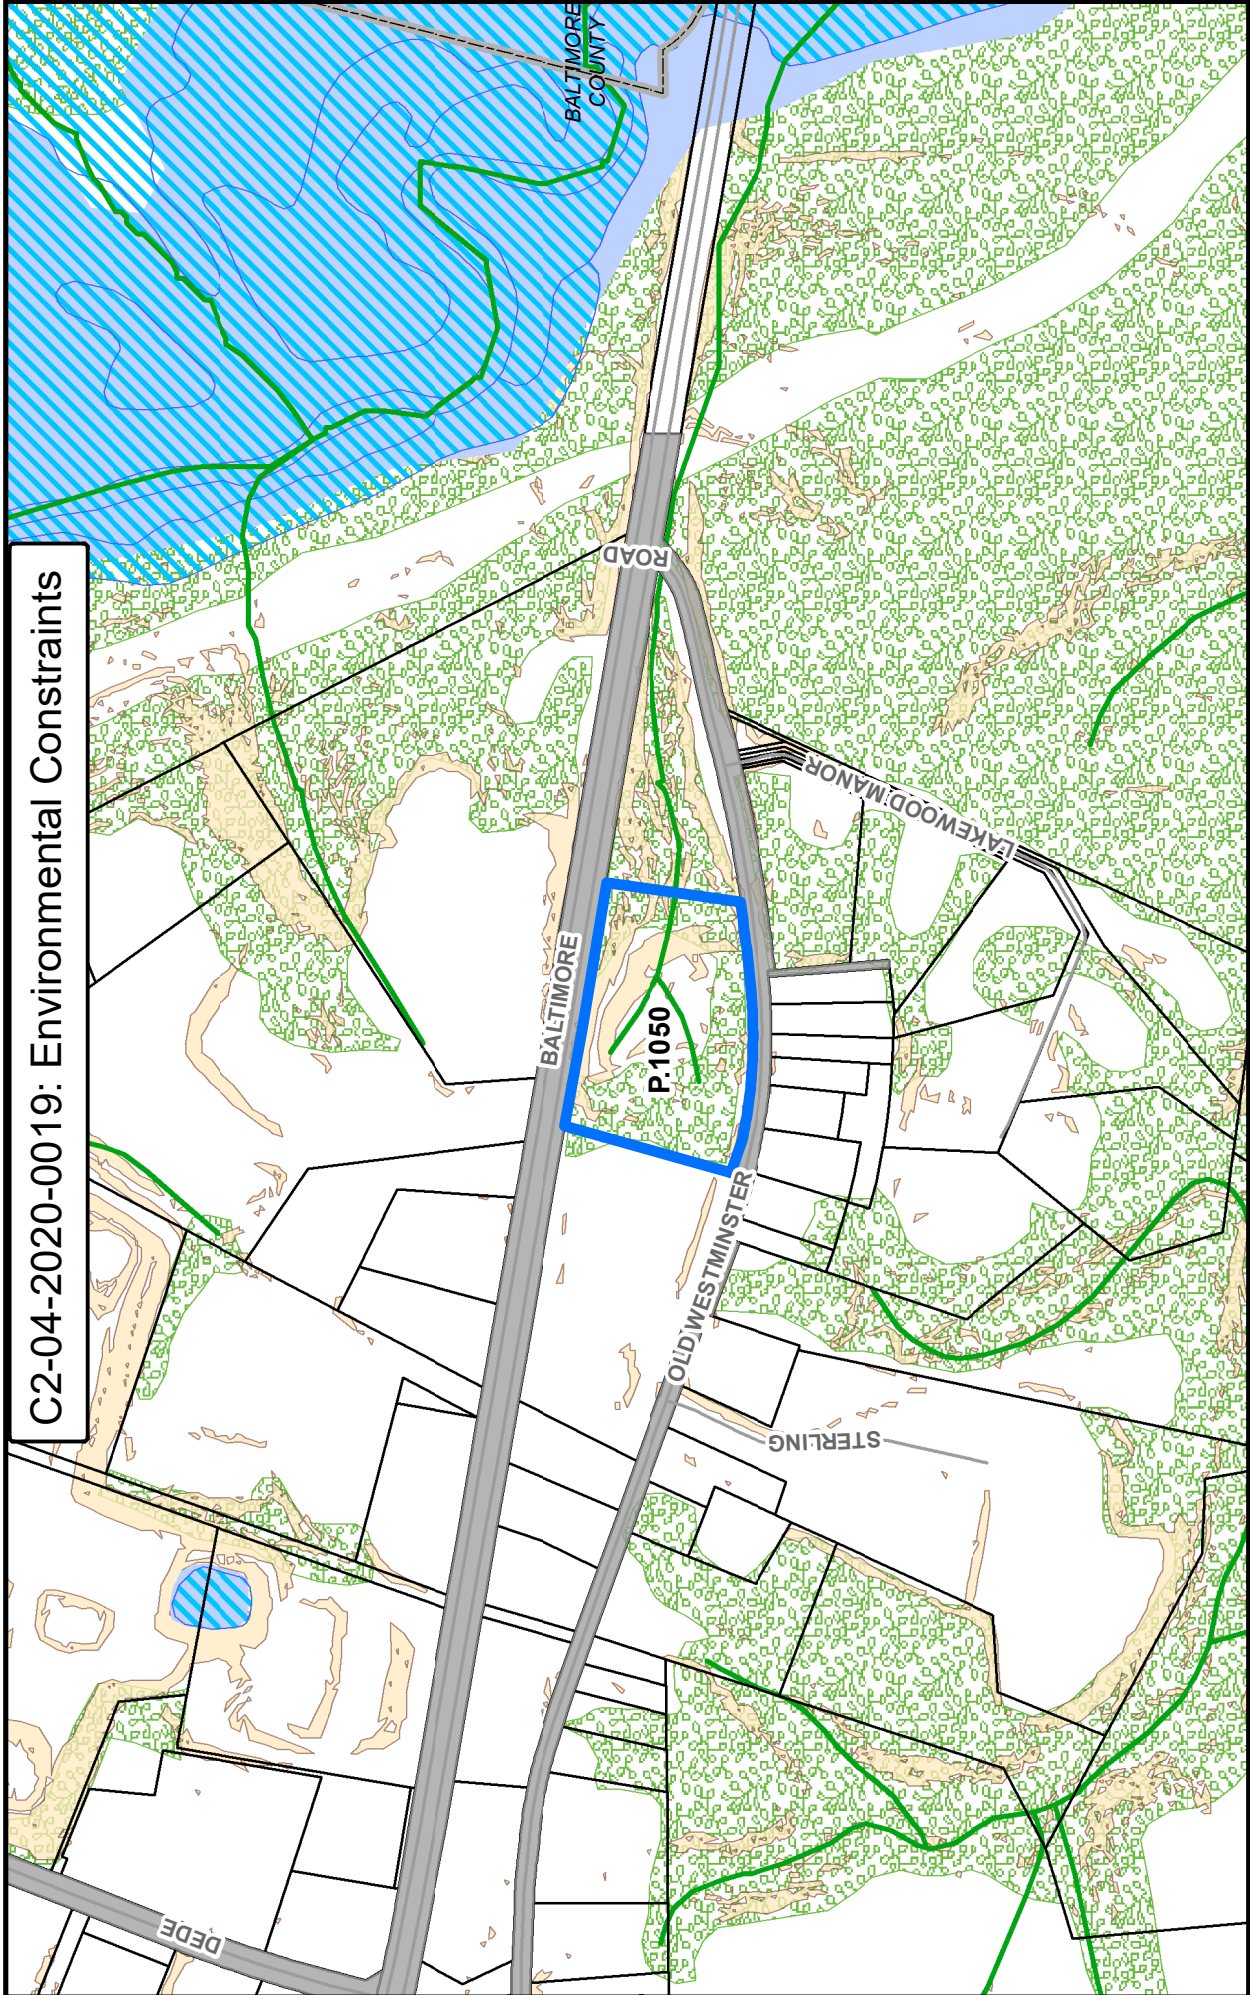 C2-04-2020-0019: Environmental Constraints
BALTIMORE
COUNTY
ROAD
LAKEWOOD MANOR
BALTIMORE
P.1050
OLD WESTMINSTER
STERLING
DEDE